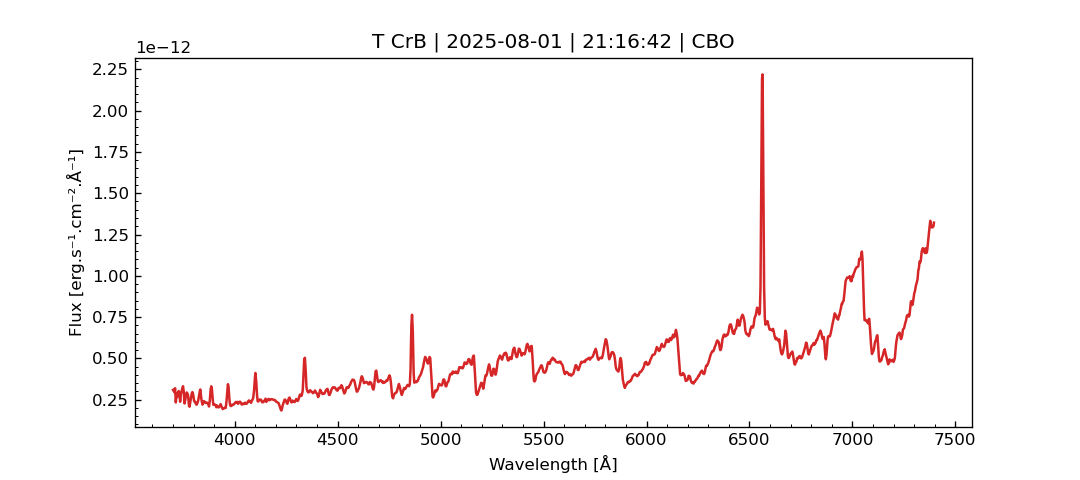 T CrB | 2025-08-01 | 21:16:42 | CBO
1e−12
2.25
2.00
1.75
1.50
1.25
1.00
0.75
0.50
0.25
Flux [erg.s⁻¹.cm⁻².Å⁻¹]
4000 4500 5000 5500 6000 6500 7000 7500
Wavelength [Å]